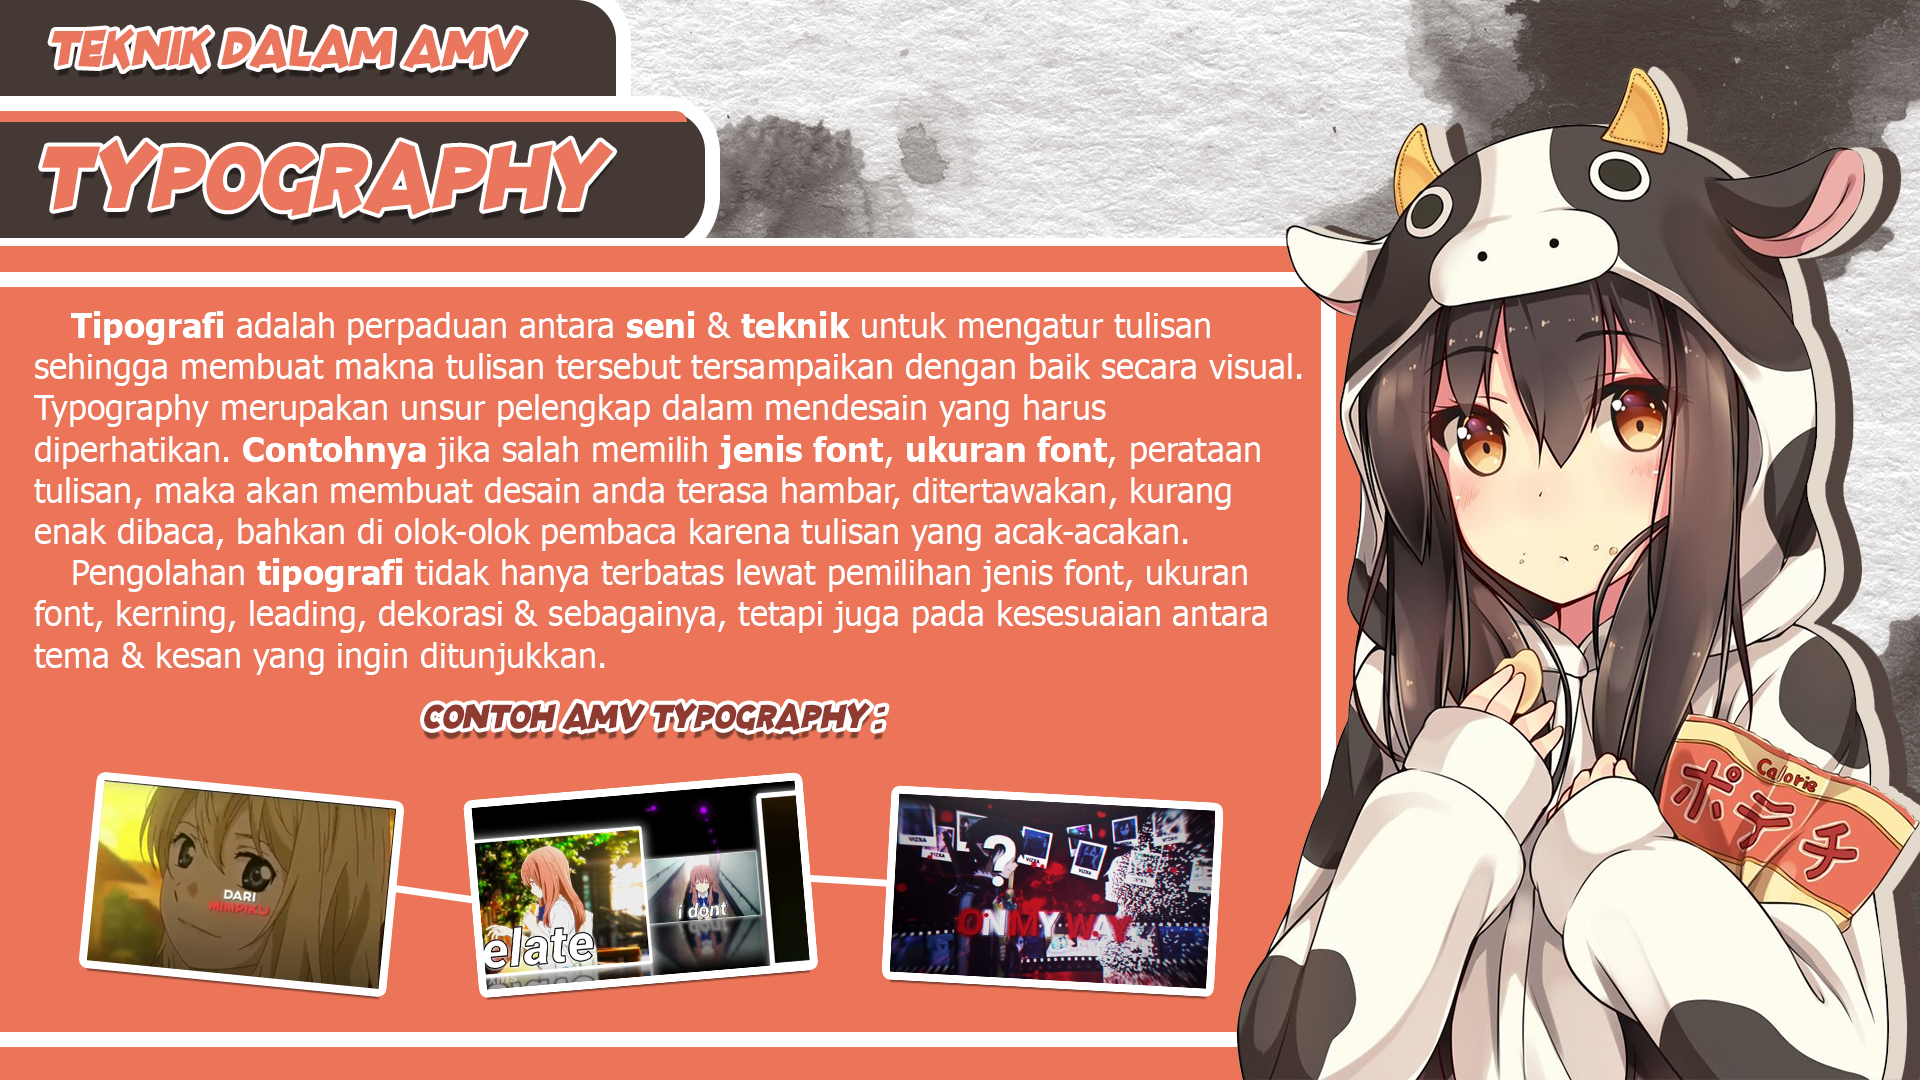 TEKNIK DALAM AMV
TYPOGRAPHY
Tipografi adalah perpaduan antara seni & teknik untuk mengatur tulisan
sehingga membuat makna tulisan tersebut tersampaikan dengan baik secara visual.
Typography merupakan unsur pelengkap dalam mendesain yang harus
diperhatikan. Contohnya jika salah memilih jenis font, ukuran font, perataan
tulisan, maka akan membuat desain anda terasa hambar, ditertawakan, kurang
enak dibaca, bahkan di olok-olok pembaca karena tulisan yang acak-acakan.
Pengolahan tipografi tidak hanya terbatas lewat pemilihan jenis font, ukuran
font, kerning, leading, dekorasi & sebagainya, tetapi juga pada kesesuaian antara
tema & kesan yang ingin ditunjukkan.
CONTOH AMV TYPOGRAPHY :
DARI
MIMPIKU
elate
i dont
?
VIZKA
VIZKA
VIZKA
VIZKA
ON MY WAY
Calorie
ポテチ